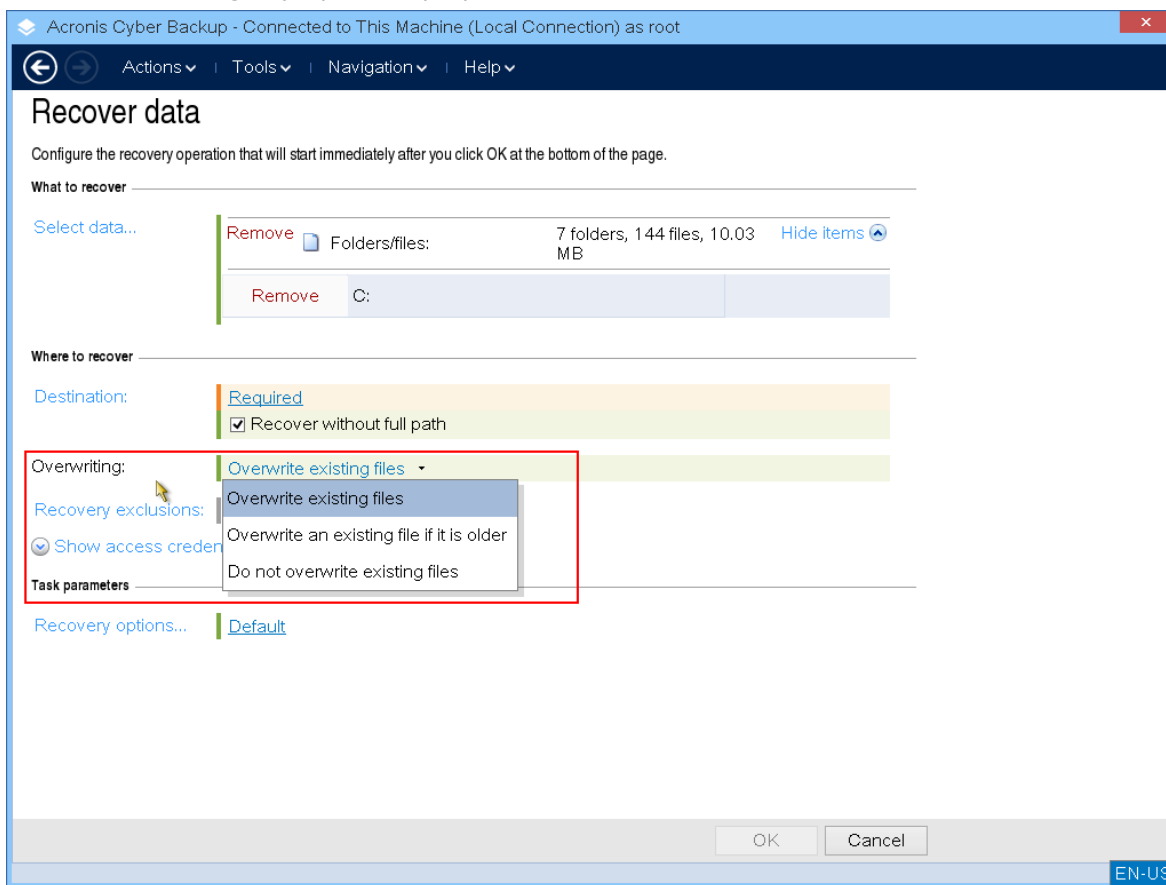 Acronis Cyber Backup - Connected to This Machine (Local Connection) as root
Actions Tools Navigation Help
Recover data
Configure the recovery operation that will start immediately after you click OK at the bottom of the page.
What to recover
Select data...
Remove Folders/files: 7 folders, 144 files, 10.03 MB Hide items
Remove C:
Where to recover
Destination: Required
Recover without full path
Overwriting: Overwrite existing files
Overwrite existing files
Recovery exclusions:
Overwrite an existing file if it is older
Show access creden
Do not overwrite existing files
Task parameters
Recovery options... Default
OK Cancel
EN-US